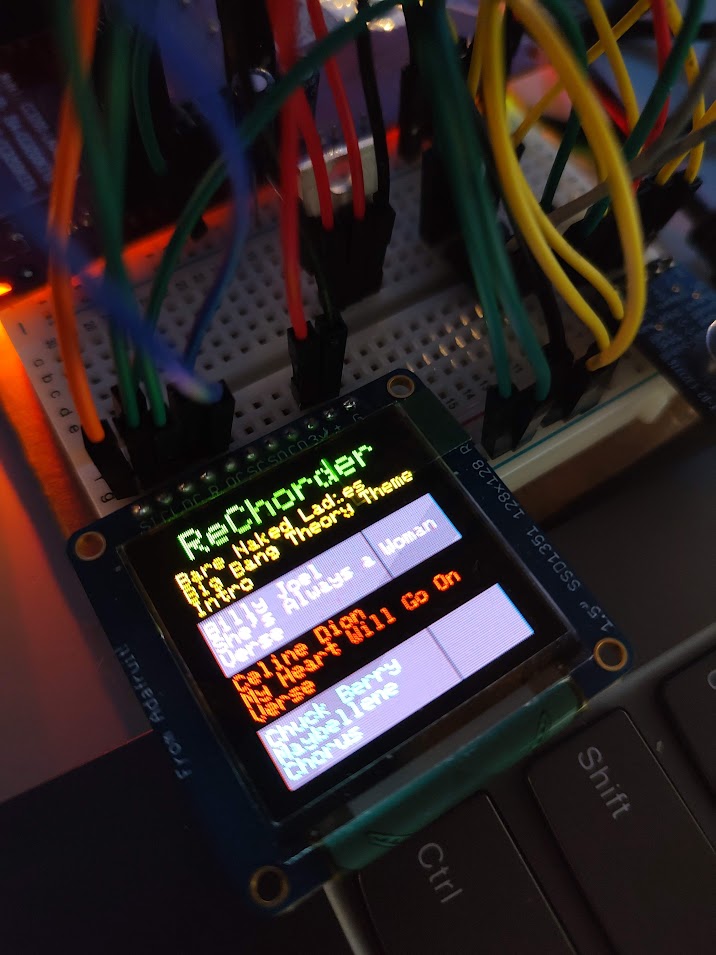 ReChorder
Bare Naked Ladies
Big Bang Theory Theme
Intro
Billy Joel
She's Always a Woman
Verse
Celine Dion
My Heart Will Go On
Verse
Chuck Berry
Maybellene
Chorus
1.5" SSD1351 128x128
From Adafruit
Shift
Ctrl